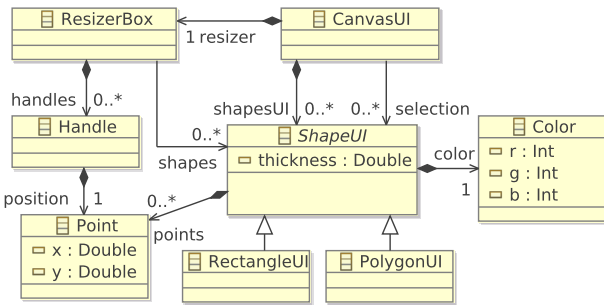 ResizerBox
CanvasUI
1 resizer
handles
0..*
shapesUI
0..*
0..*
selection
Handle
0..*
shapes
ShapeUI
thickness : Double
color
1
Color
r : Int
g : Int
b : Int
position
1
0..*
points
Point
x : Double
y : Double
RectangleUI
PolygonUI